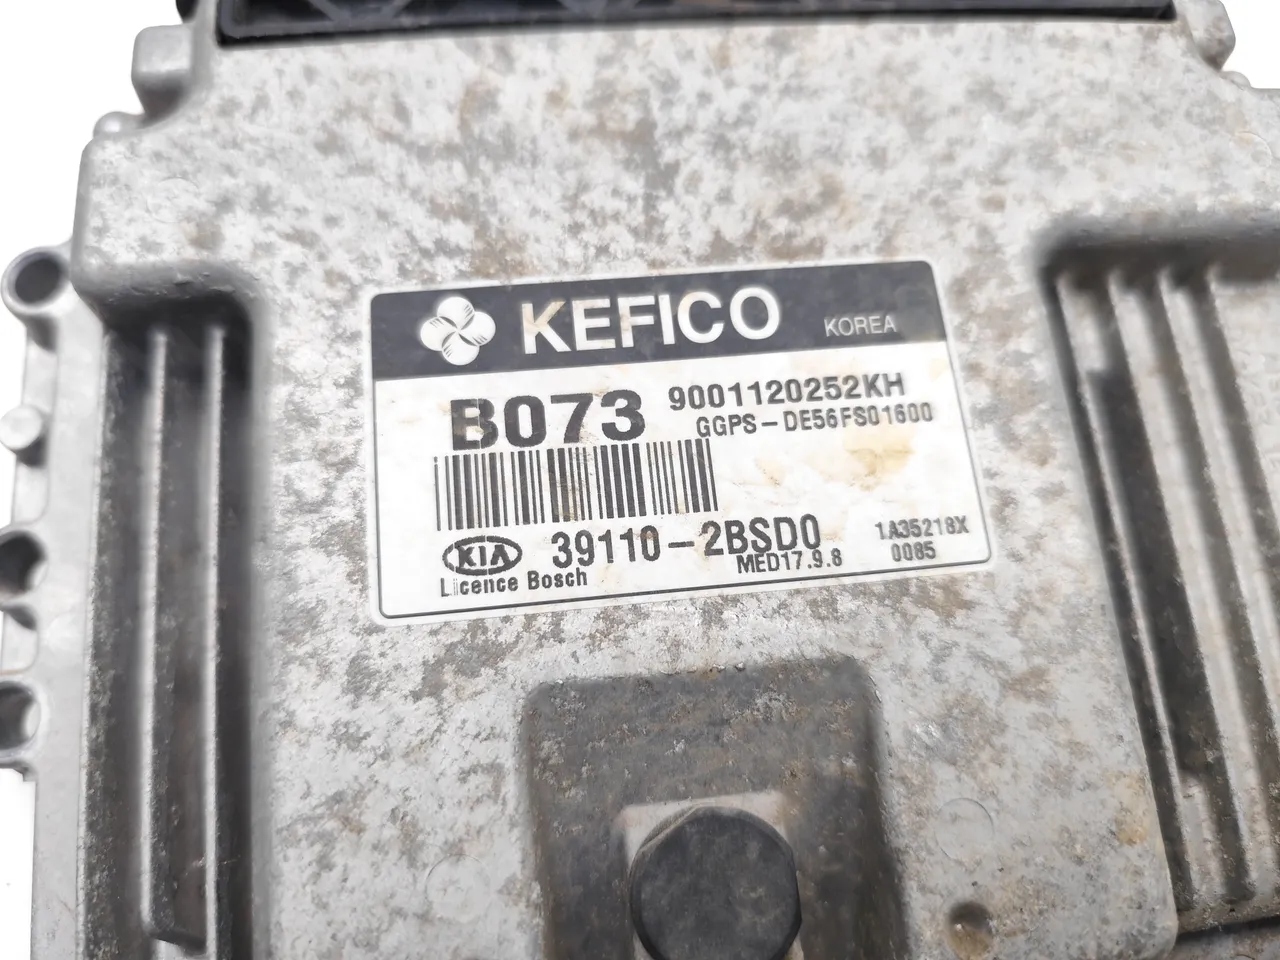 KEFICO KOREA
B073 9001120252KH
GGPS-DE56FS01600
KIA 39110-2BSD0 1A35218X
Licence Bosch MED17.9.8 0085